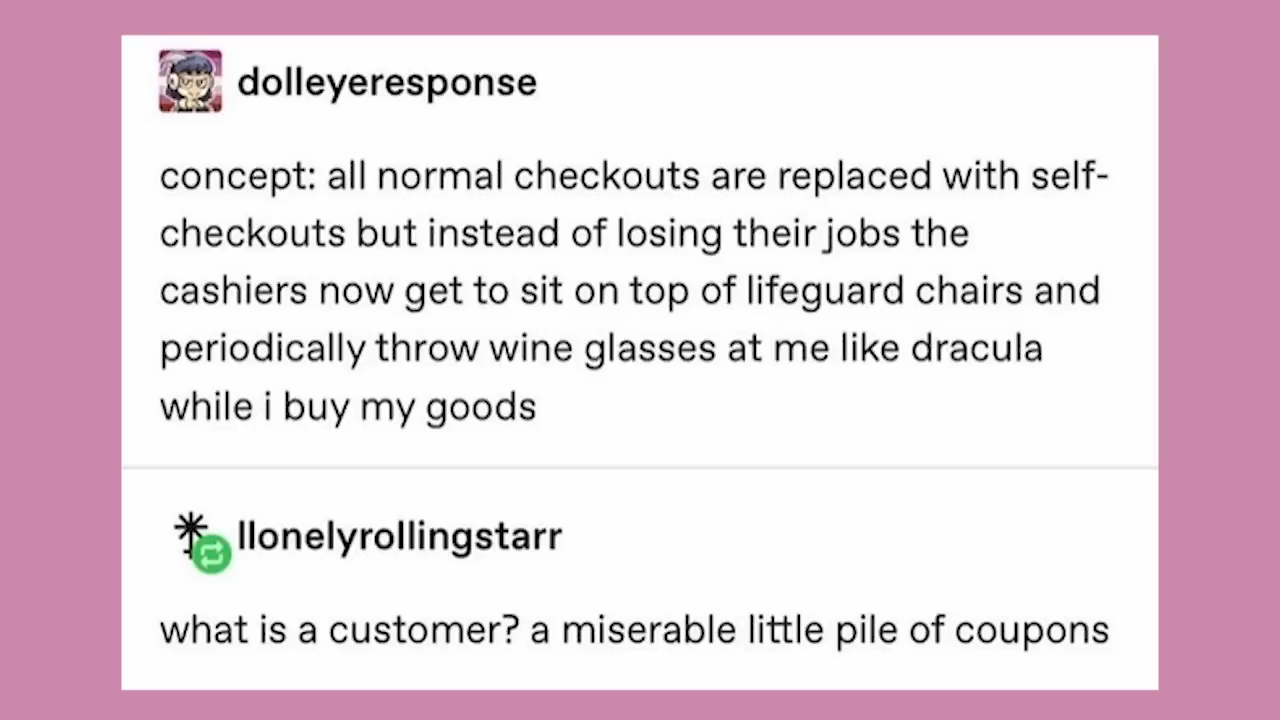 dolleyeresponse
concept: all normal checkouts are replaced with self-
checkouts but instead of losing their jobs the
cashiers now get to sit on top of lifeguard chairs and
periodically throw wine glasses at me like dracula
while i buy my goods
llonelyrollingstarr
what is a customer? a miserable little pile of coupons